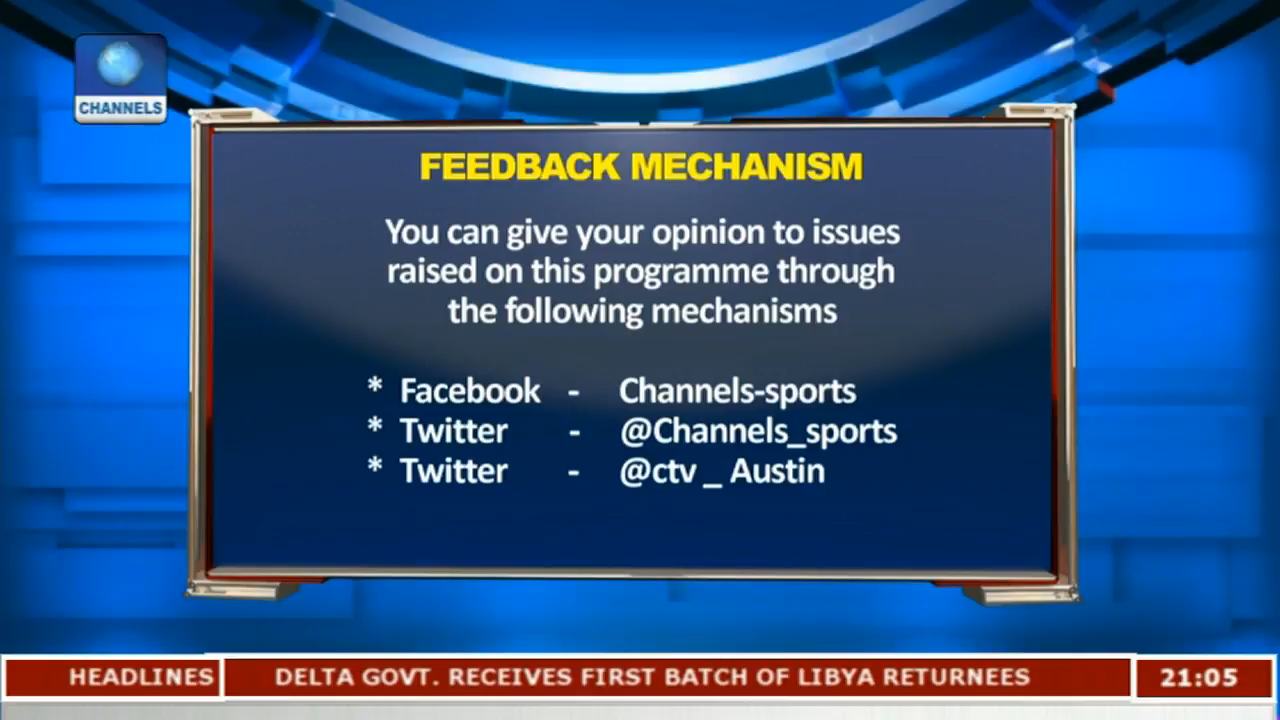 CHANNELS
FEEDBACK MECHANISM
You can give your opinion to issues
raised on this programme through
the following mechanisms
* Facebook - Channels-sports
* Twitter - @Channels_sports
* Twitter - @ctv _ Austin
HEADLINES DELTA GOVT. RECEIVES FIRST BATCH OF LIBYA RETURNEES 21:05